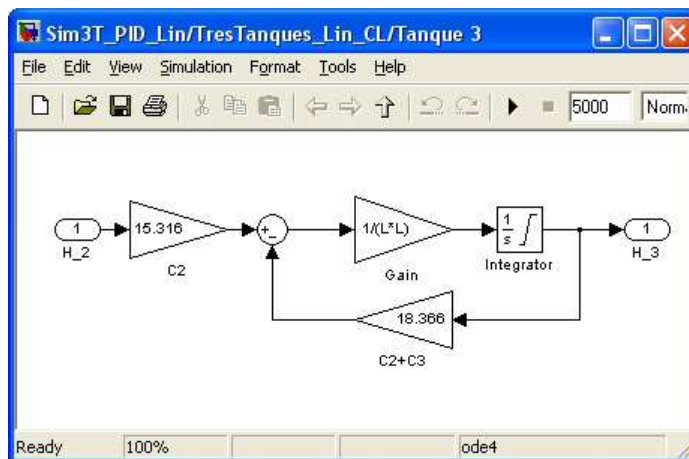 Sim3T_PID_Lin/TresTanques_Lin_CL/Tanque 3
File Edit View Simulation Format Tools Help
5000 Norm
1 15.316 +_ 1/(L*L) 1/s 1
H_2 C2 Gain Integrator H_3
18.366
C2+C3
Ready 100% ode4